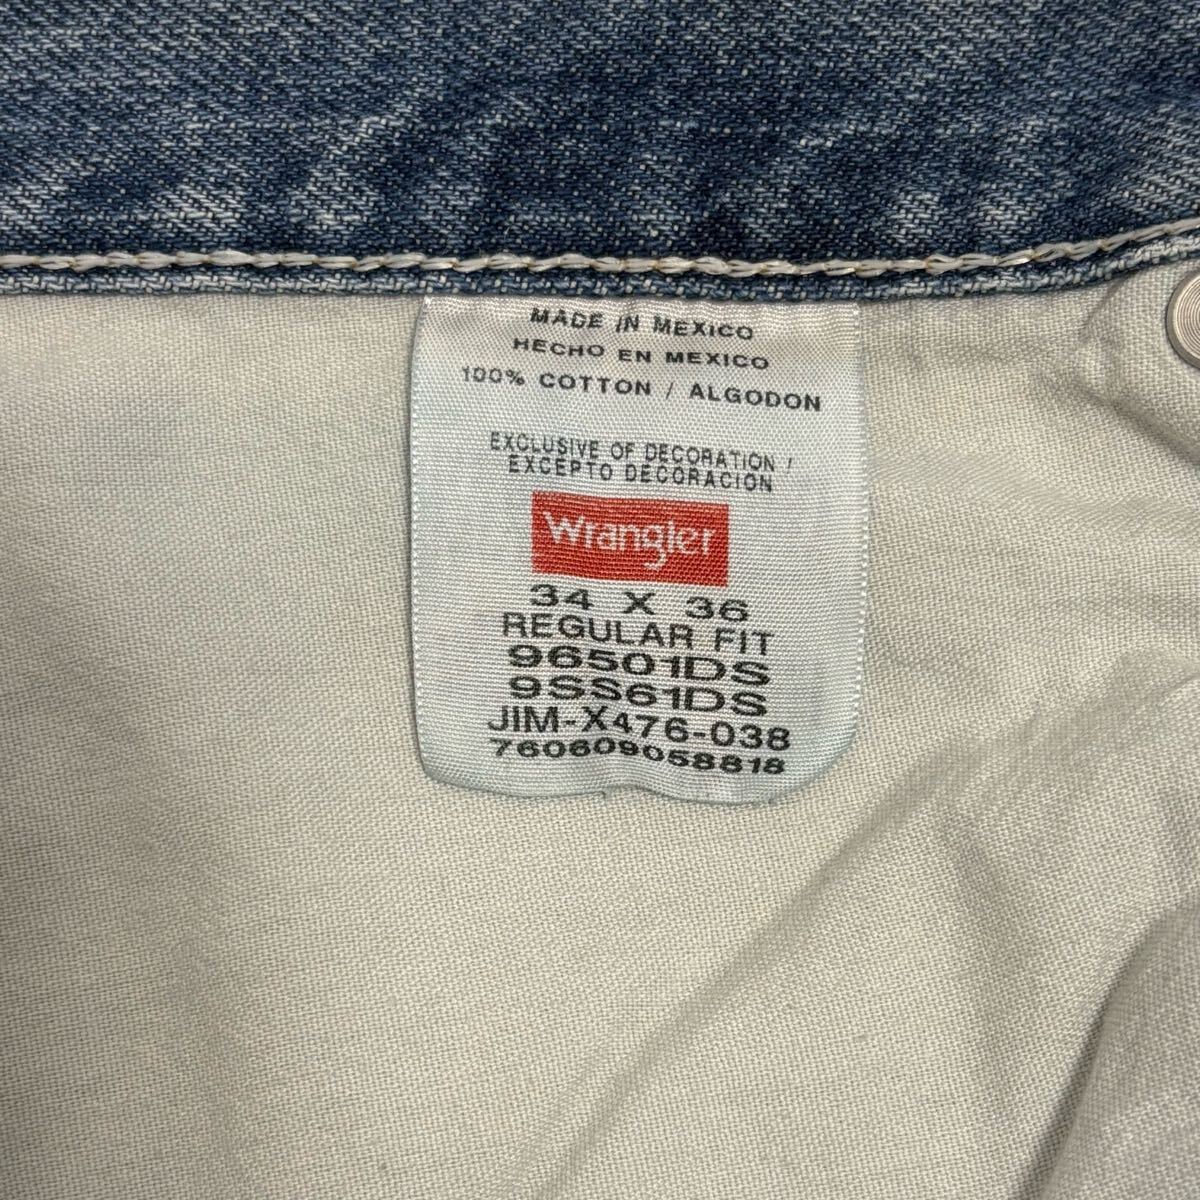 MADE IN MEXICO
HECHO EN MEXICO
100% COTTON / ALGODON
EXCLUSIVE OF DECORATION /
EXCEPTO DECORACION
Wrangler
34 X 36
REGULAR FIT
96501DS
9SS61DS
JIM-X476-038
760609058818